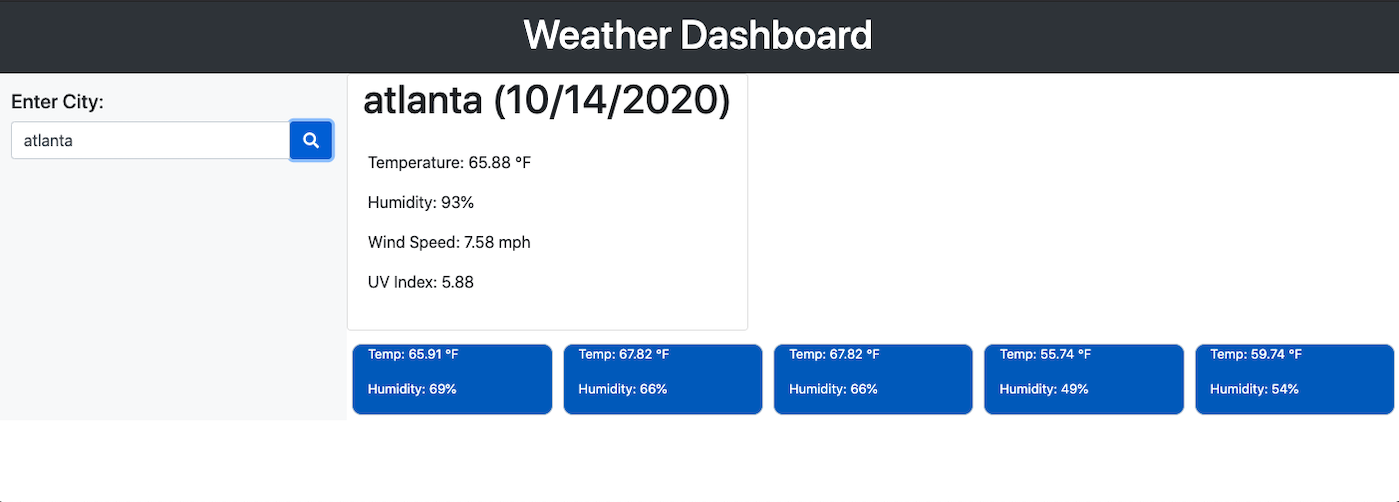 Weather Dashboard
Enter City:
atlanta
atlanta (10/14/2020)
Temperature: 65.88 °F
Humidity: 93%
Wind Speed: 7.58 mph
UV Index: 5.88
Temp: 65.91 °F
Humidity: 69%
Temp: 67.82 °F
Humidity: 66%
Temp: 67.82 °F
Humidity: 66%
Temp: 55.74 °F
Humidity: 49%
Temp: 59.74 °F
Humidity: 54%